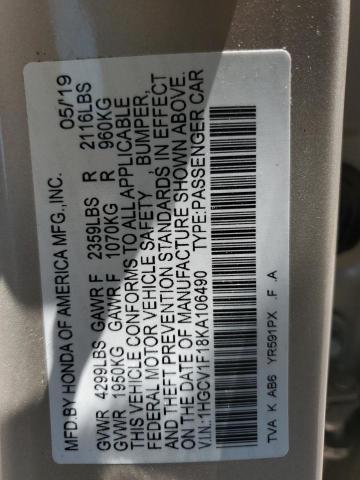 MFD.BY HONDA OF AMERICA MFG.,INC. 05/'19
GVWR 4299LBS GAWR F 2359LBS R 2116LBS
GVWR 1950KG GAWR F 1070KG R 960KG
THIS VEHICLE CONFORMS TO ALL APPLICABLE
FEDERAL MOTOR VEHICLE SAFETY, BUMPER,
AND THEFT PREVENTION STANDARDS IN EFFECT
ON THE DATE OF MANUFACTURE SHOWN ABOVE.
V.I.N.:1HGCV1F18KA106490 TYPE:PASSENGER CAR
TVA K AB6 YR591PX .F .A